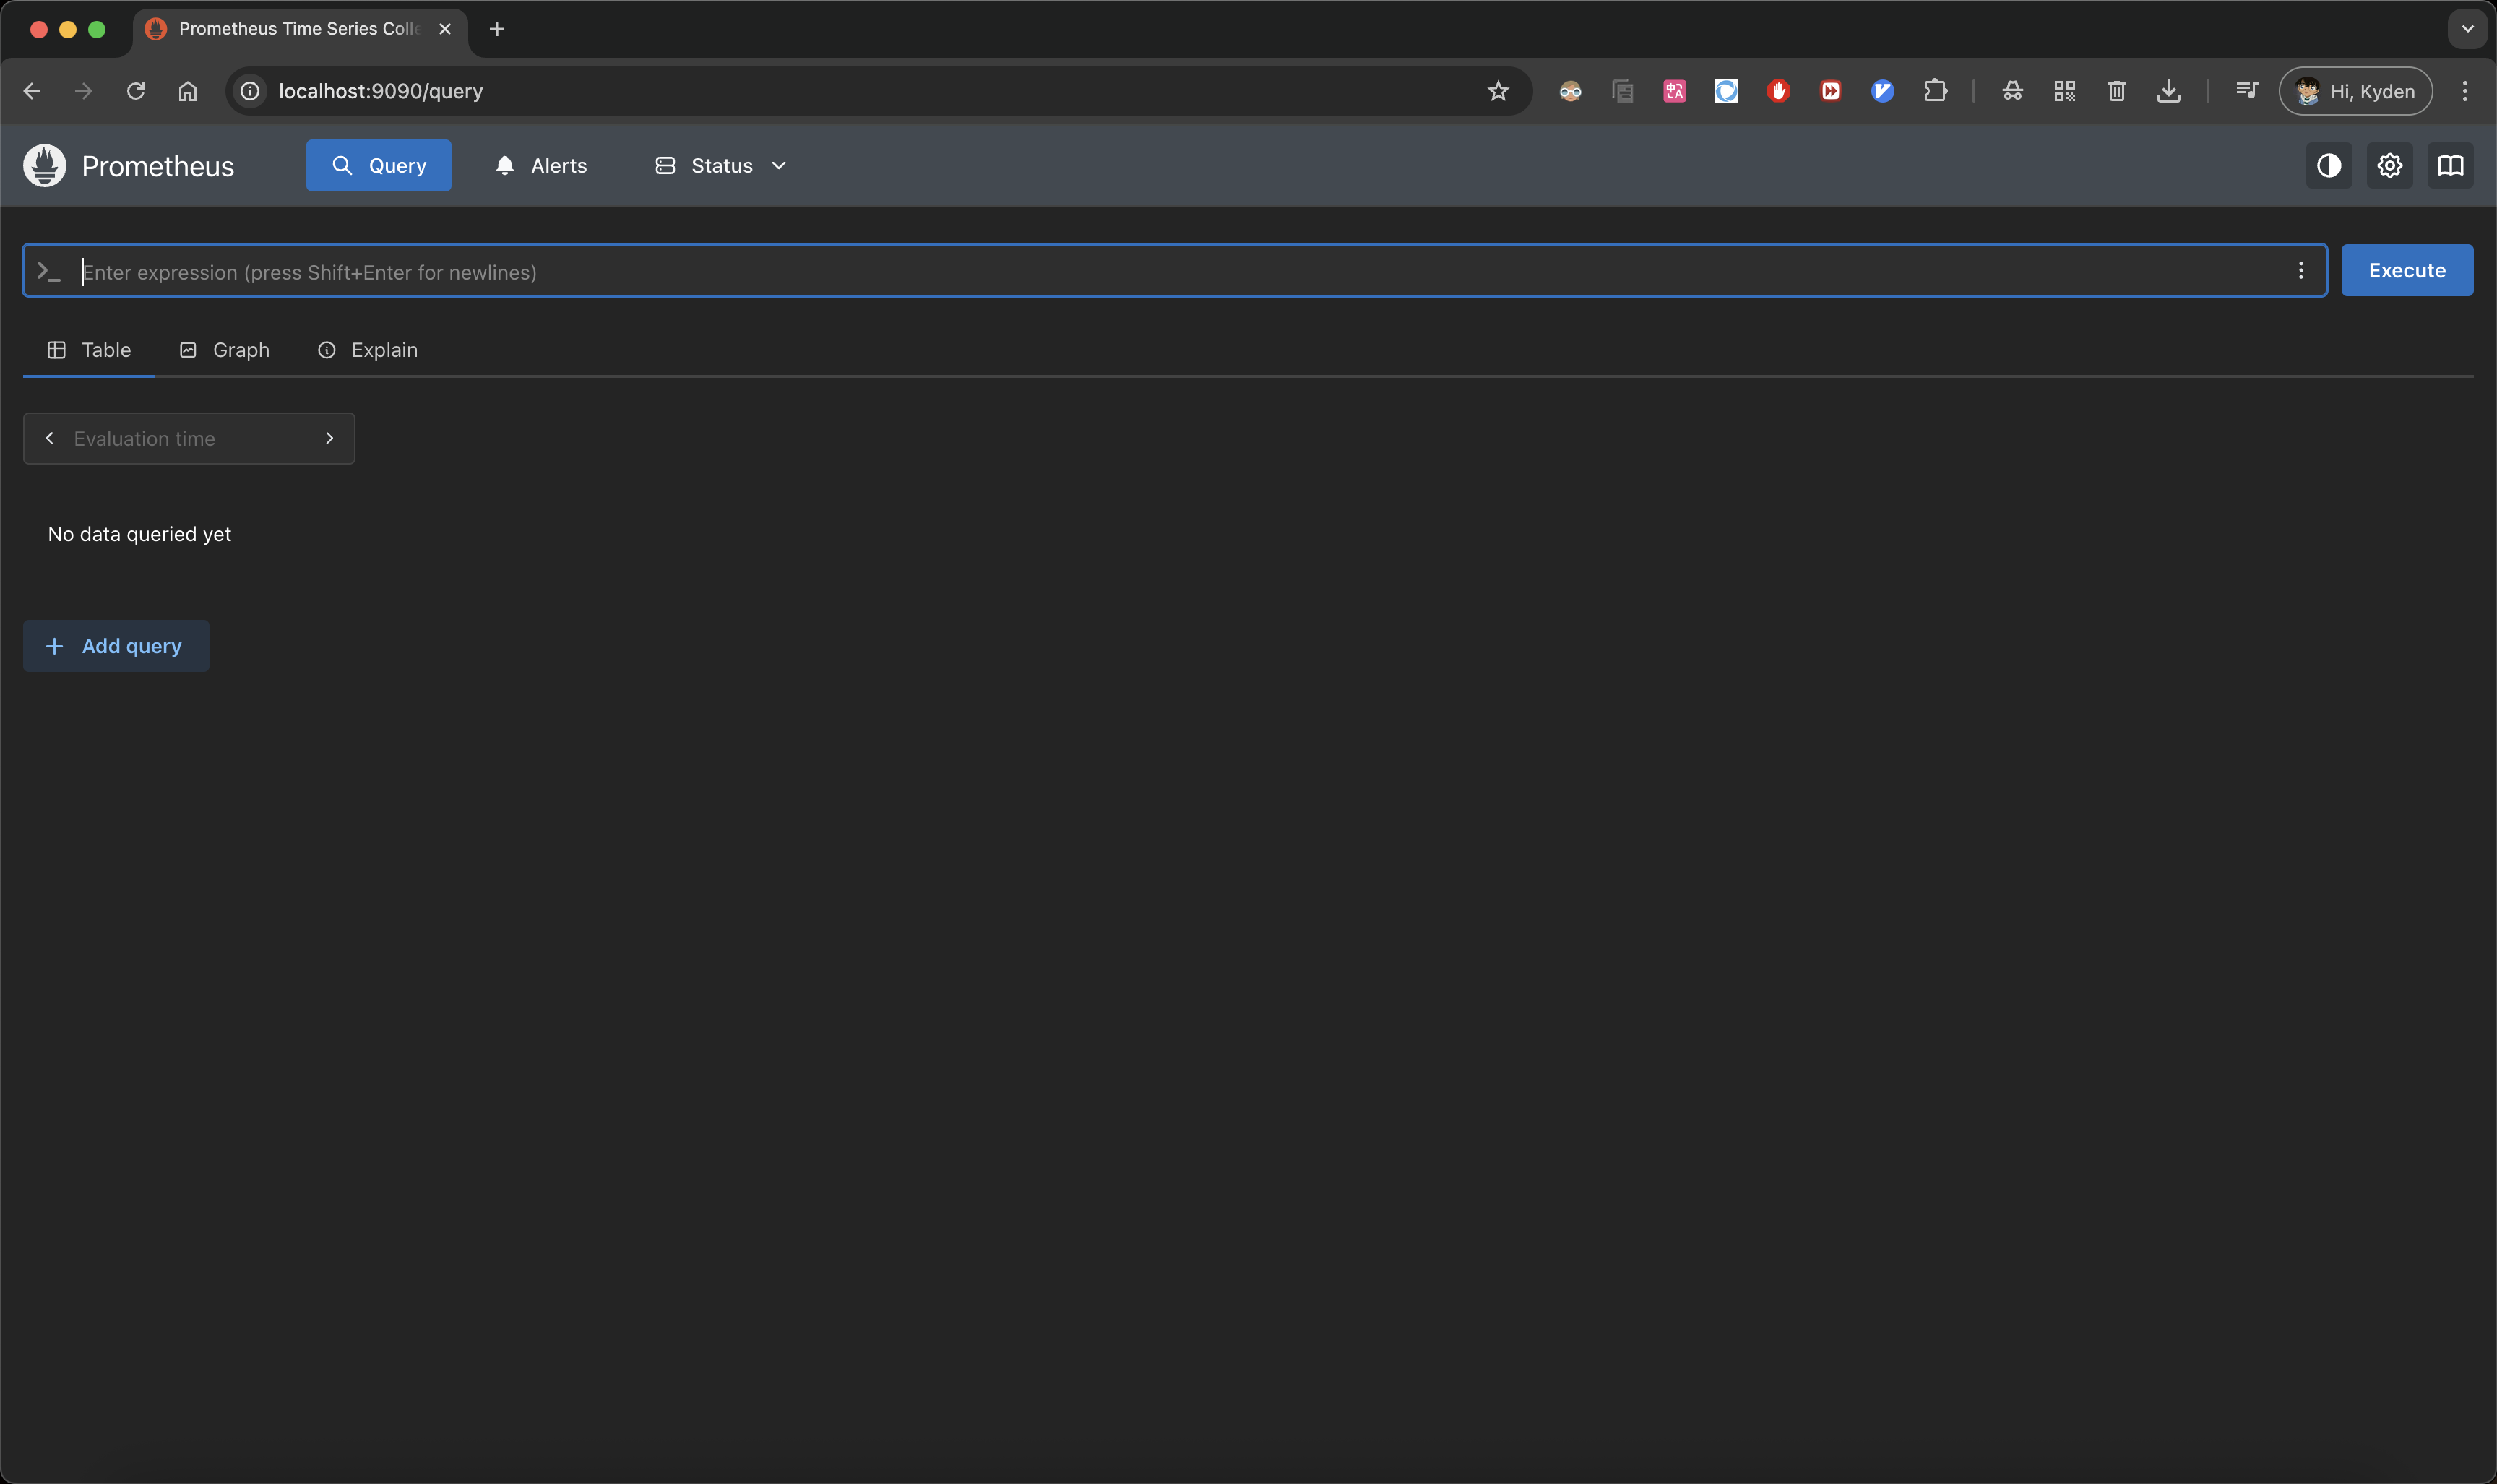 Prometheus Time Series Colle
localhost:9090/query
Hi, Kyden
Prometheus
Query
Alerts
Status
Enter expression (press Shift+Enter for newlines)
Execute
Table
Graph
Explain
Evaluation time
No data queried yet
Add query